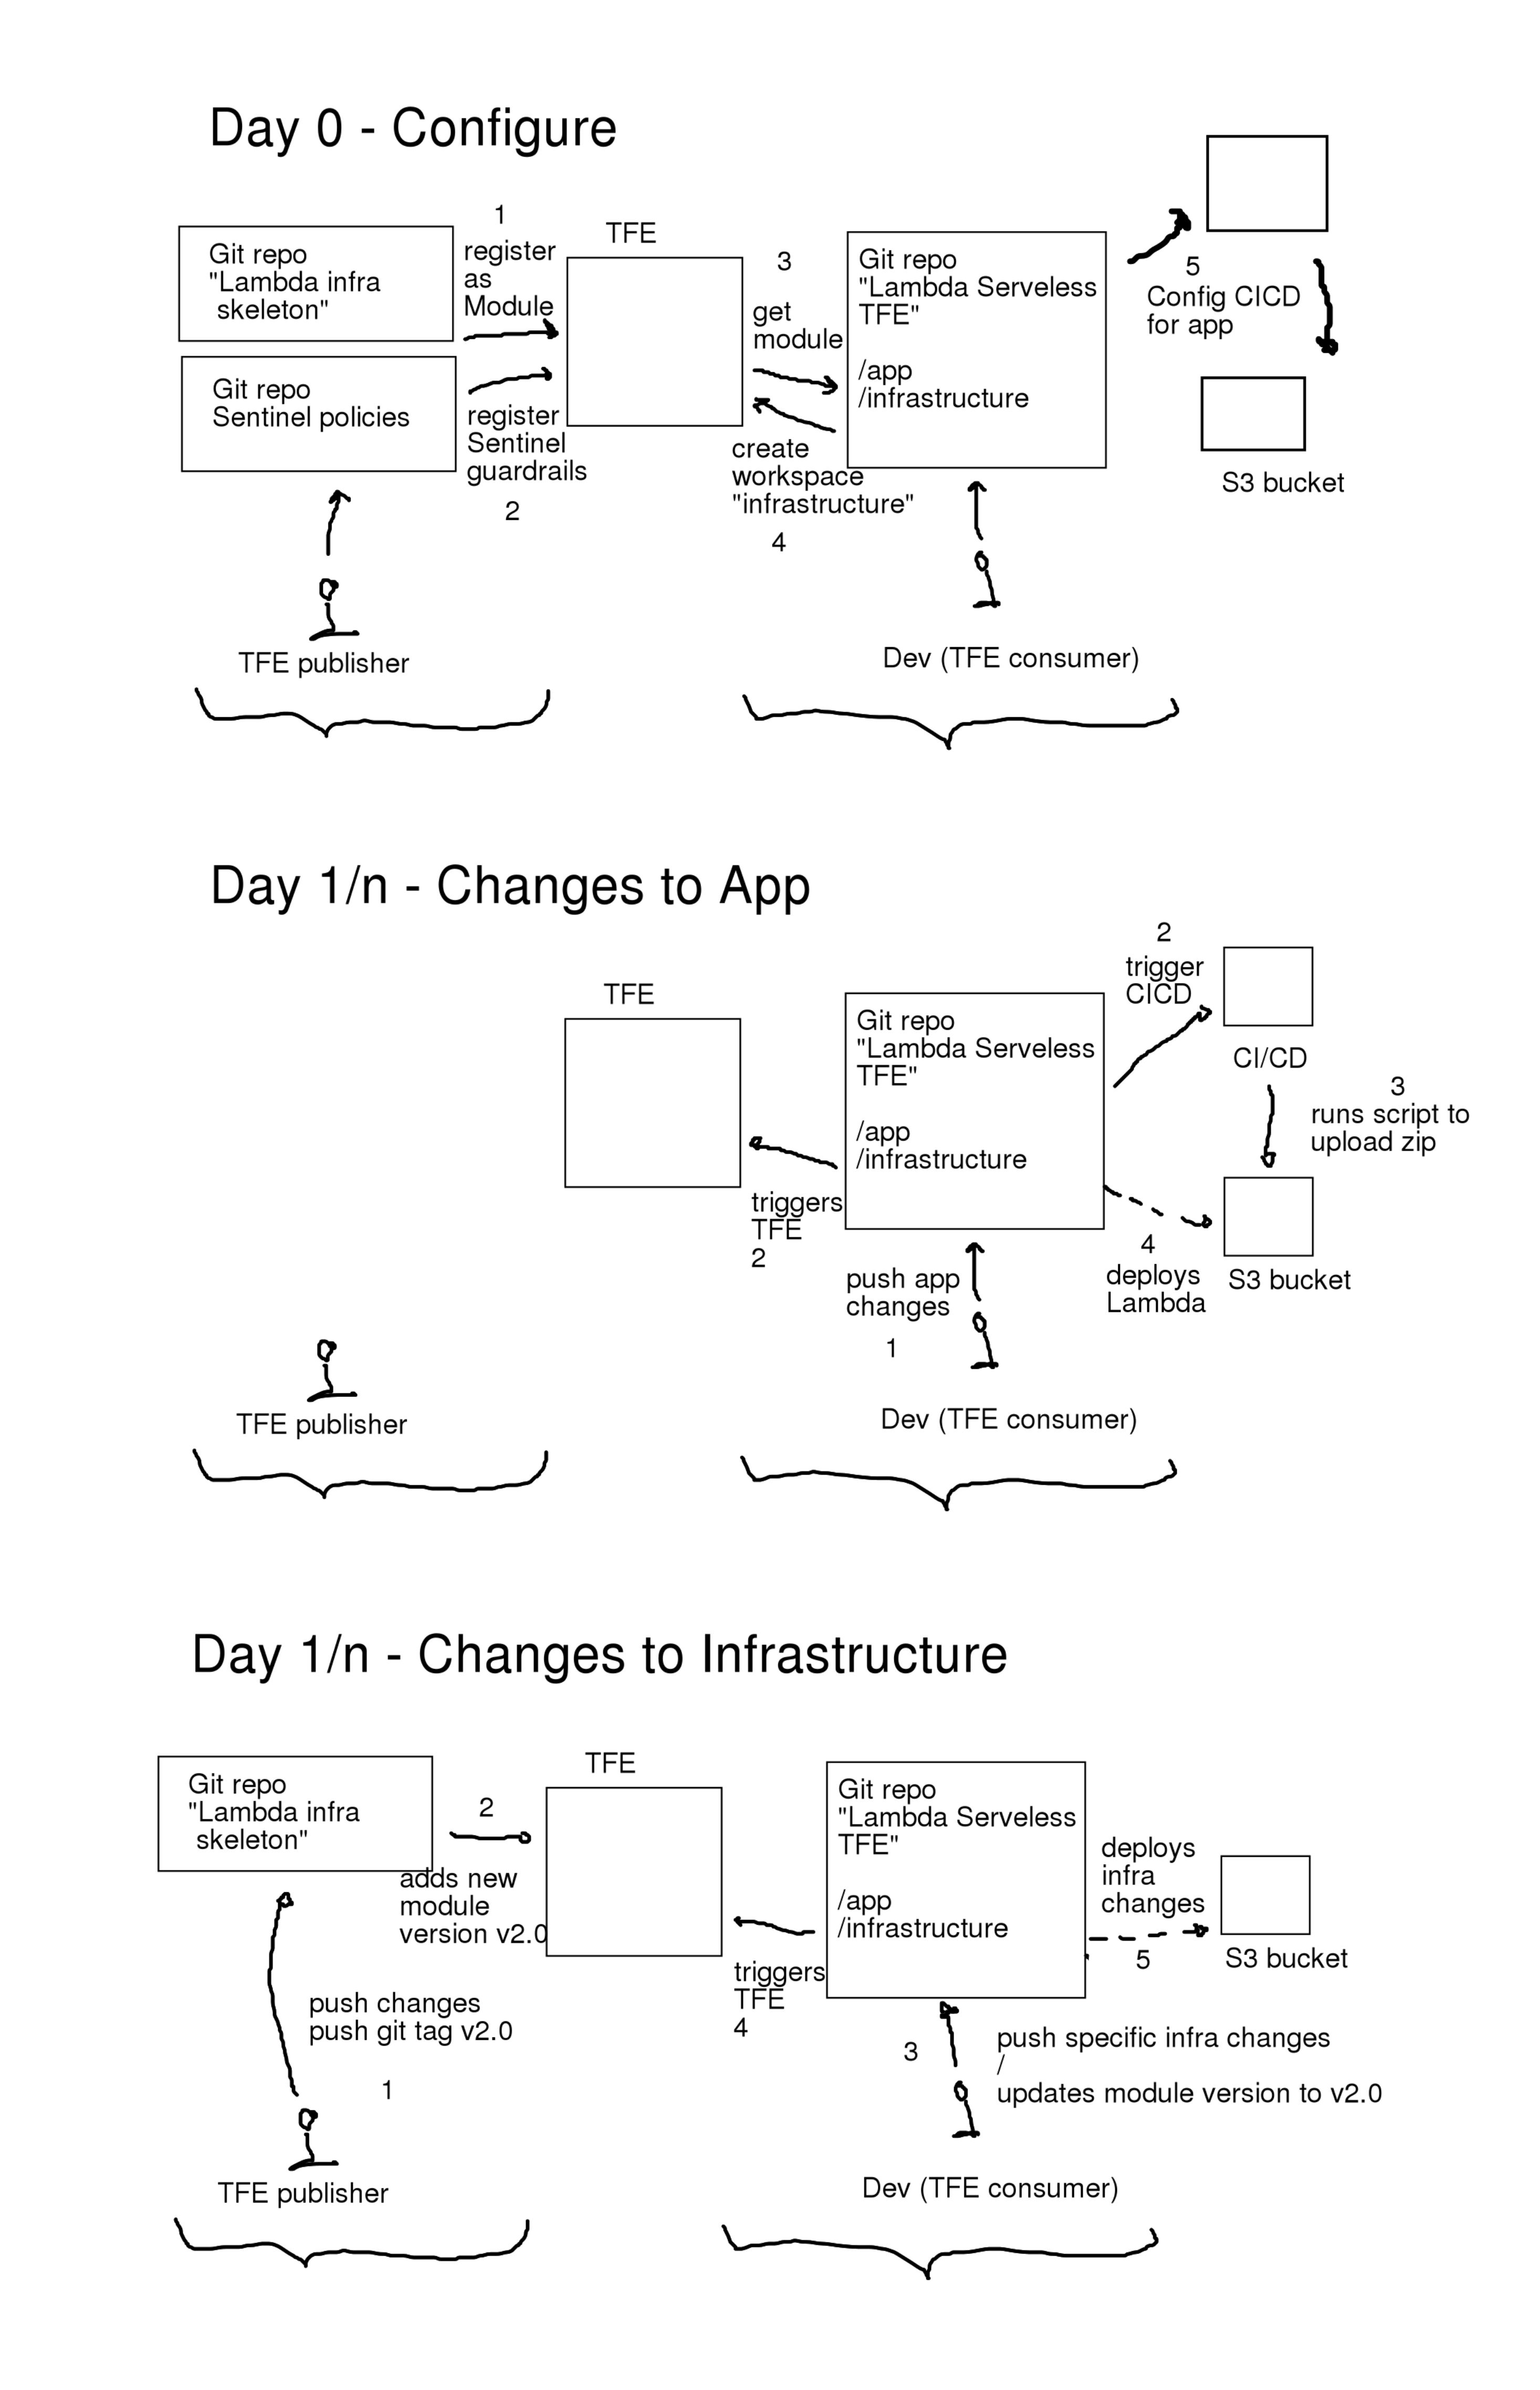 Day 0 - Configure
Git repo
"Lambda infra
skeleton"
1
register
as
Module
Git repo
Sentinel policies
register
Sentinel
guardrails
2
TFE
3
get
module
create
workspace
"infrastructure"
4
Git repo
"Lambda Serveless
TFE"
/app
/infrastructure
5
Config CICD
for app
S3 bucket
TFE publisher
Dev (TFE consumer)
Day 1/n - Changes to App
TFE
Git repo
"Lambda Serveless
TFE"
/app
/infrastructure
2
trigger
CICD
CI/CD
3
runs script to
upload zip
triggers
TFE
2
4
deploys
Lambda
S3 bucket
push app
changes
1
TFE publisher
Dev (TFE consumer)
Day 1/n - Changes to Infrastructure
Git repo
"Lambda infra
skeleton"
2
adds new
module
version v2.0
TFE
Git repo
"Lambda Serveless
TFE"
/app
/infrastructure
deploys
infra
changes
5
S3 bucket
triggers
TFE
4
push changes
push git tag v2.0
1
3
push specific infra changes
/
updates module version to v2.0
TFE publisher
Dev (TFE consumer)